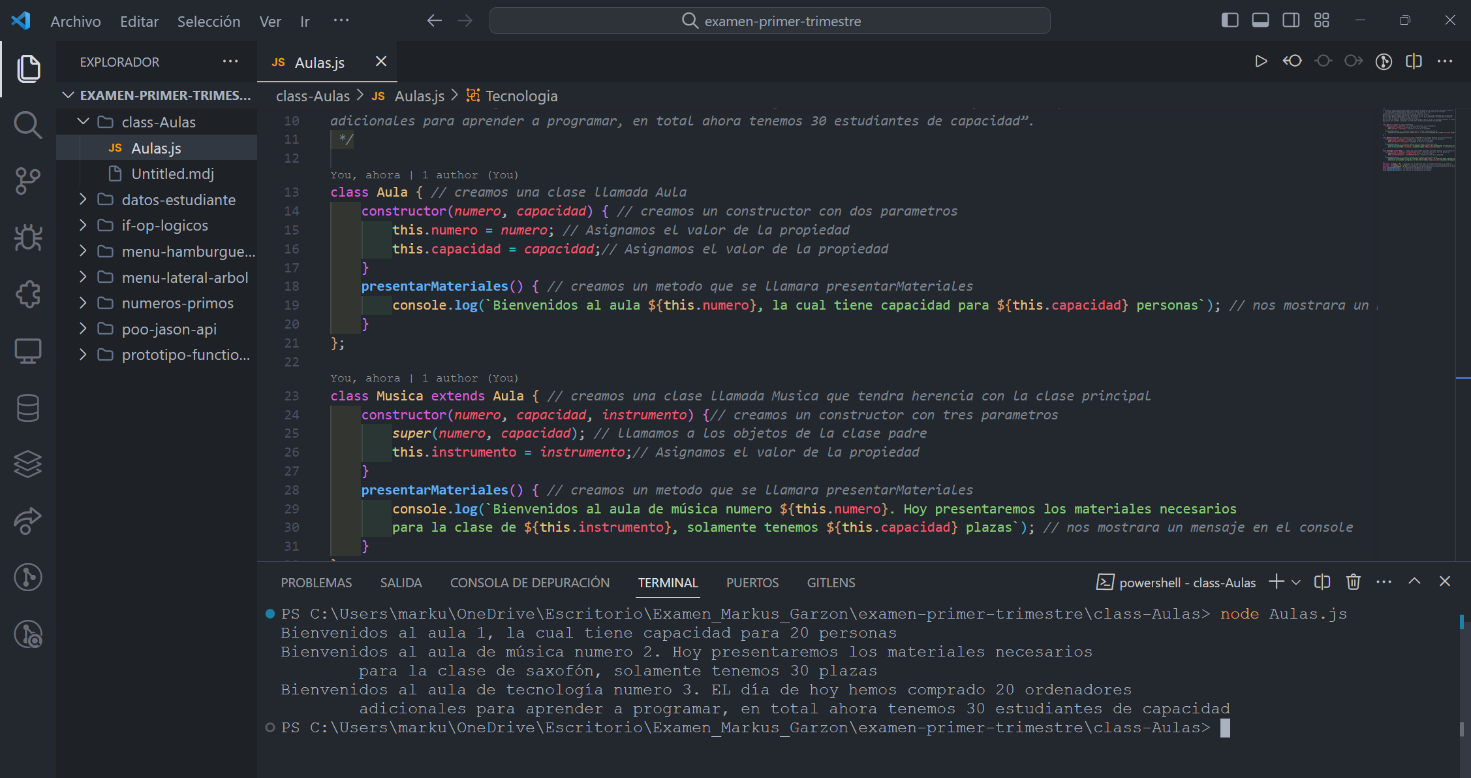 Archivo Editar Selección Ver Ir ··· examen-primer-trimestre
EXPLORADOR ···
EXAMEN-PRIMER-TRIMES...
class-Aulas
JS Aulas.js
Untitled.mdj
datos-estudiante
if-op-logicos
menu-hamburgue...
menu-lateral-arbol
numeros-primos
poo-jason-api
prototipo-functio...
JS Aulas.js
class-Aulas > JS Aulas.js > Tecnologia
10 adicionales para aprender a programar, en total ahora tenemos 30 estudiantes de capacidad”.
11 */
12
You, ahora | 1 author (You)
13 class Aula { // creamos una clase llamada Aula
14 constructor(numero, capacidad) { // creamos un constructor con dos parametros
15 this.numero = numero; // Asignamos el valor de la propiedad
16 this.capacidad = capacidad;// Asignamos el valor de la propiedad
17 }
18 presentarMateriales() { // creamos un metodo que se llamara presentarMateriales
19 console.log(`Bienvenidos al aula ${this.numero}, la cual tiene capacidad para ${this.capacidad} personas`); // nos mostrara un
20 }
21 };
22
You, ahora | 1 author (You)
23 class Musica extends Aula { // creamos una clase llamada Musica que tendra herencia con la clase principal
24 constructor(numero, capacidad, instrumento) {// creamos un constructor con tres parametros
25 super(numero, capacidad); // llamamos a los objetos de la clase padre
26 this.instrumento = instrumento;// Asignamos el valor de la propiedad
27 }
28 presentarMateriales() { // creamos un metodo que se llamara presentarMateriales
29 console.log(`Bienvenidos al aula de música numero ${this.numero}. Hoy presentaremos los materiales necesarios
30 para la clase de ${this.instrumento}, solamente tenemos ${this.capacidad} plazas`); // nos mostrara un mensaje en el console
31 }
PROBLEMAS SALIDA CONSOLA DE DEPURACIÓN TERMINAL PUERTOS GITLENS powershell - class-Aulas
PS C:\Users\marku\OneDrive\Escritorio\Examen_Markus_Garzon\examen-primer-trimestre\class-Aulas> node Aulas.js
Bienvenidos al aula 1, la cual tiene capacidad para 20 personas
Bienvenidos al aula de música numero 2. Hoy presentaremos los materiales necesarios
para la clase de saxofón, solamente tenemos 30 plazas
Bienvenidos al aula de tecnología numero 3. EL día de hoy hemos comprado 20 ordenadores
adicionales para aprender a programar, en total ahora tenemos 30 estudiantes de capacidad
PS C:\Users\marku\OneDrive\Escritorio\Examen_Markus_Garzon\examen-primer-trimestre\class-Aulas>